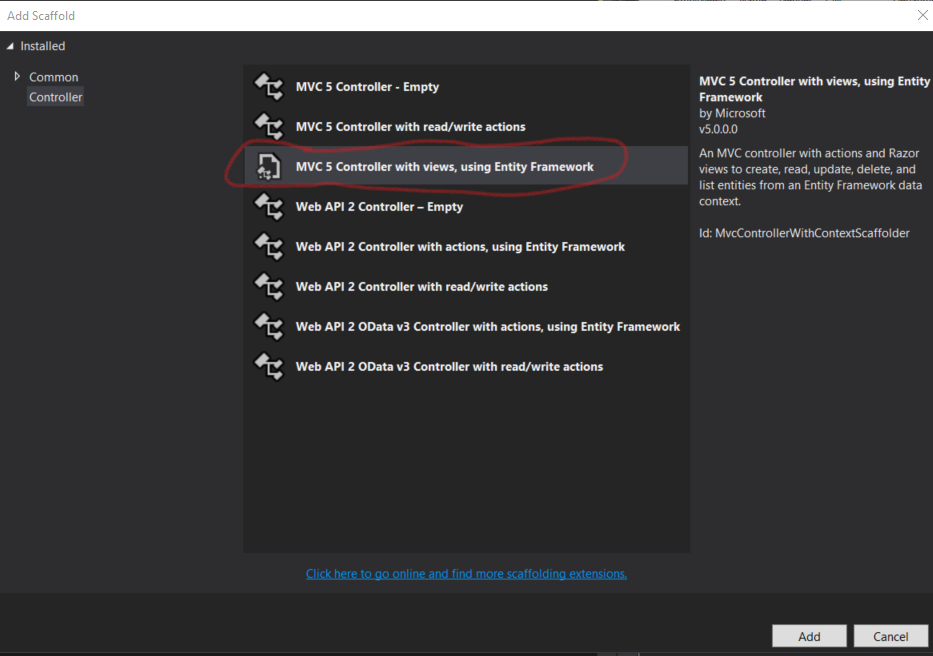 Add Scaffold
Installed
Common
Controller
MVC 5 Controller - Empty
MVC 5 Controller with read/write actions
MVC 5 Controller with views, using Entity Framework
Web API 2 Controller – Empty
Web API 2 Controller with actions, using Entity Framework
Web API 2 Controller with read/write actions
Web API 2 OData v3 Controller with actions, using Entity Framework
Web API 2 OData v3 Controller with read/write actions
MVC 5 Controller with views, using Entity
Framework
by Microsoft
v5.0.0.0
An MVC controller with actions and Razor
views to create, read, update, delete, and
list entities from an Entity Framework data
context.
Id: MvcControllerWithContextScaffolder
Click here to go online and find more scaffolding extensions.
Add
Cancel